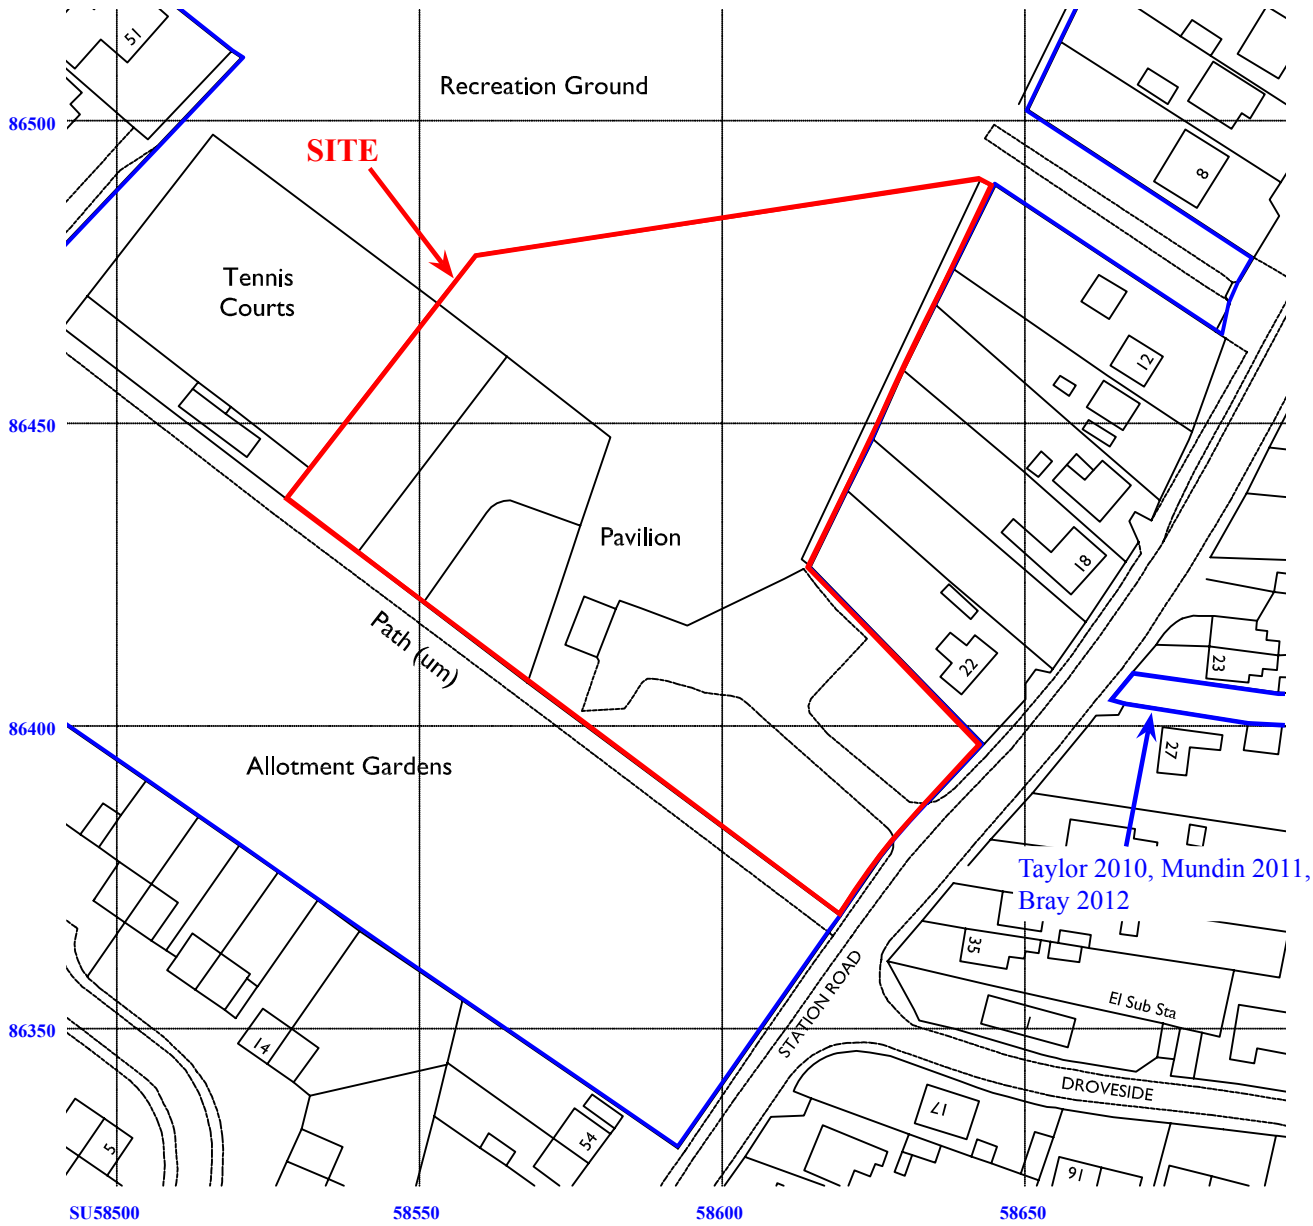 51
Recreation Ground
86500
SITE
8
Tennis
Courts
12
86450
Pavilion
18
Path (um)
22
23
86400
27
Allotment Gardens
Taylor 2010, Mundin 2011,
Bray 2012
35
STATION ROAD
El Sub Sta
1
86350
14
DROVESIDE
17
54
5
16
SU58500
58550
58600
58650